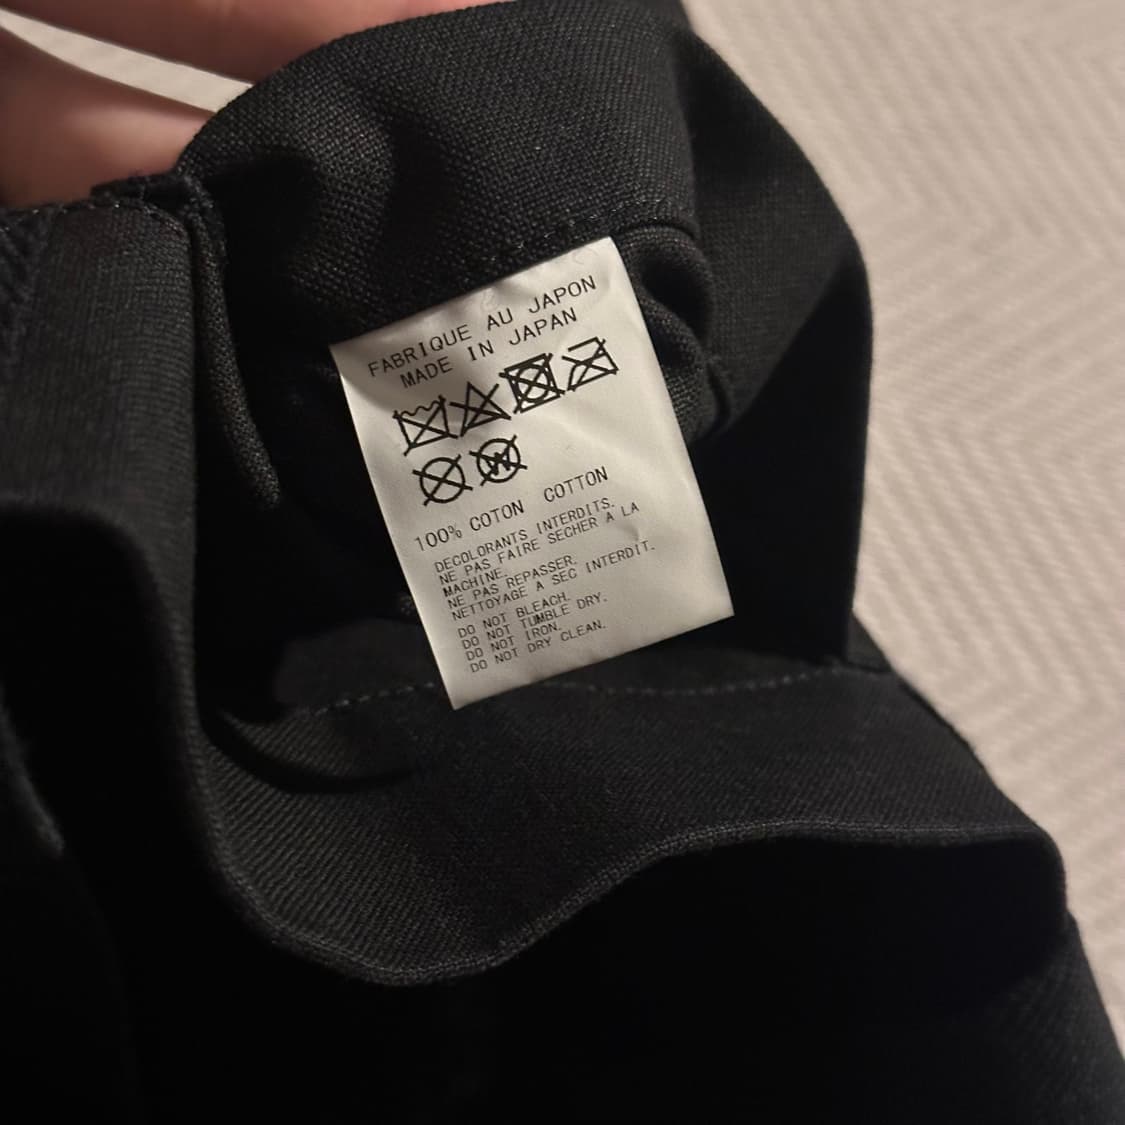 FABRIQUE AU JAPON
MADE IN JAPAN
W
100% COTON COTTON
DECOLORANTS INTERDITS.
NE PAS FAIRE SECHER A LA
MACHINE.
NE PAS REPASSER.
NETTOYAGE A SEC INTERDIT.
DO NOT BLEACH.
DO NOT TUMBLE DRY.
DO NOT IRON.
DO NOT DRY CLEAN.